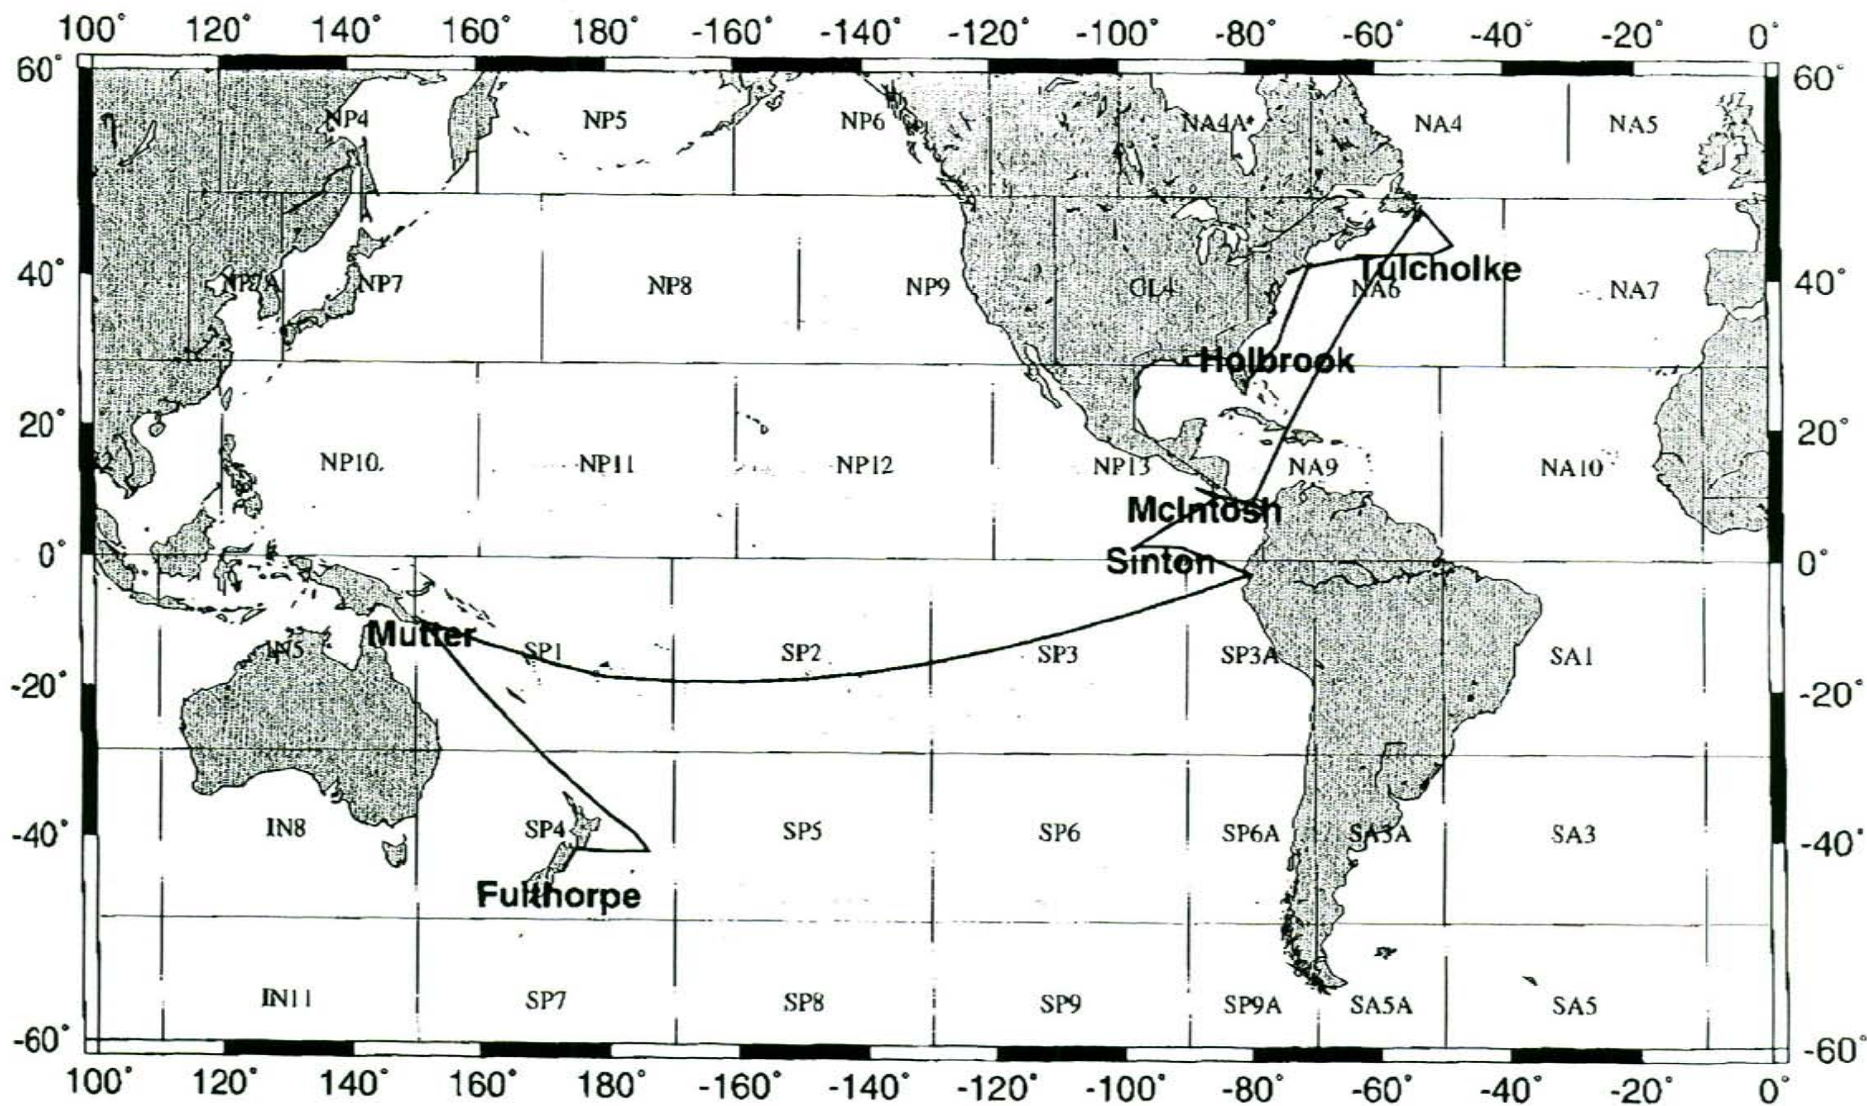 100° 120° 140° 160° 180° -160° -140° -120° -100° -80° -60° -40° -20° 0°
60° 60°
NP4 NP5 NP6 NA4A NA4 NA5
Tulcholke
40° 40°
NP7A NP7 NP8 NP9 GL4 NA6 NA7
Holbrook
20° 20°
NP10 NP11 NP12 NP13 NA9 NA10
McIntosh
0° 0°
Sinton
Mutter
IN5 SP1 SP2 SP3 SP3A SA1
-20° -20°
IN8 SP4 SP5 SP6 SP6A SA3A SA3
-40° -40°
Fulthorpe
IN11 SP7 SP8 SP9 SP9A SA5A SA5
-60° -60°
100° 120° 140° 160° 180° -160° -140° -120° -100° -80° -60° -40° -20° 0°